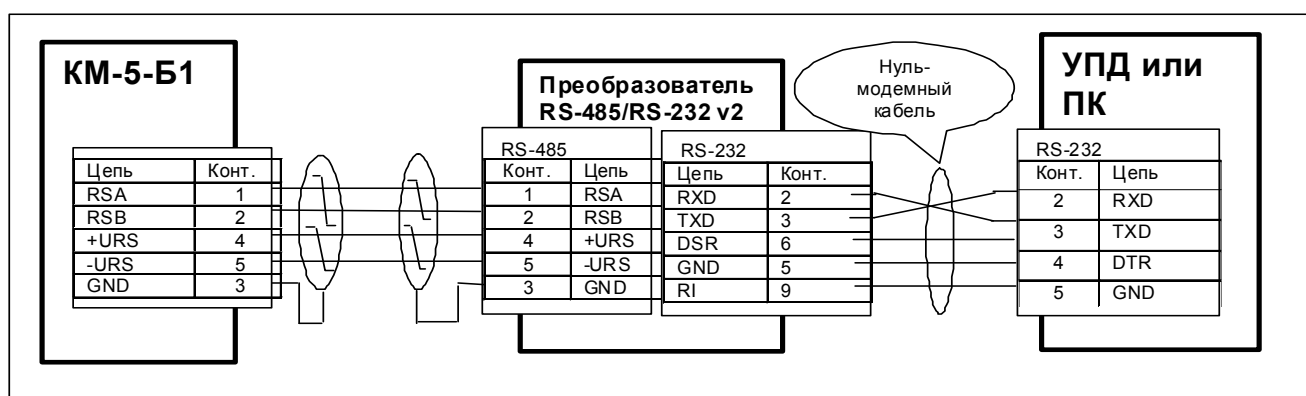 КМ-5-Б1
Цепь Конт.
RSA 1
RSB 2
+URS 4
-URS 5
GND 3
Преобразователь
RS-485/RS-232 v2
RS-485
Конт. Цепь
1 RSA
2 RSB
4 +URS
5 -URS
3 GND
RS-232
Цепь Конт.
RXD 2
TXD 3
DSR 6
GND 5
RI 9
Нуль-
модемный
кабель
УПД или
ПК
RS-232
Конт. Цепь
2 RXD
3 TXD
4 DTR
5 GND